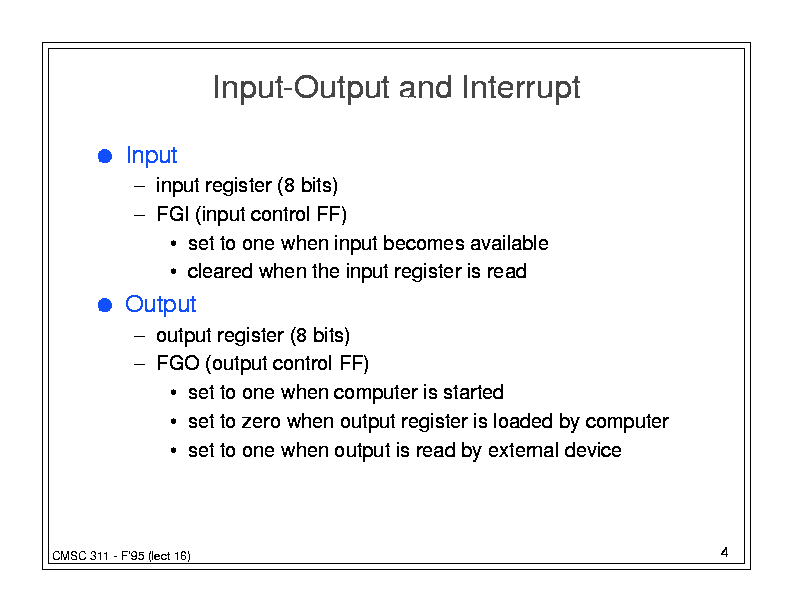 Input-Output and Interrupt
● Input
– input register (8 bits)
– FGI (input control FF)
• set to one when input becomes available
• cleared when the input register is read
● Output
– output register (8 bits)
– FGO (output control FF)
• set to one when computer is started
• set to zero when output register is loaded by computer
• set to one when output is read by external device
CMSC 311 - F'95 (lect 16)
4